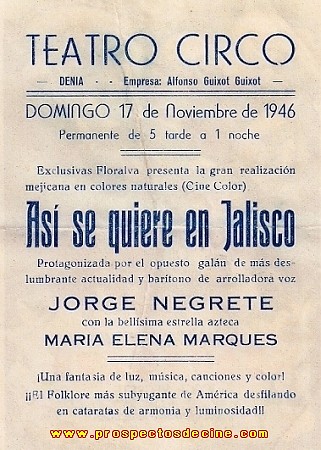 TEATRO CIRCO
— DENIA - - Empresa: Alfonso Guixot Guixot —
DOMINGO 17 de Noviembre de 1946
Permanente de 5 tarde a 1 noche
Exclusivas Floralva presenta la gran realización
mejicana en colores naturales (Cine Color)
Así se quiere en Jalisco
Protagonizada por el opuesto galán de más des-
lumbrante actualidad y barítono de arrolladora voz
JORGE NEGRETE
con la bellísima estrella azteca
MARIA ELENA MARQUES
¡Una fantasia de luz, música, canciones y color!
¡¡El Folklore más subyugante de América desfilando
en cataratas de armonia y luminosidad!!
www.prospectosdecine.com